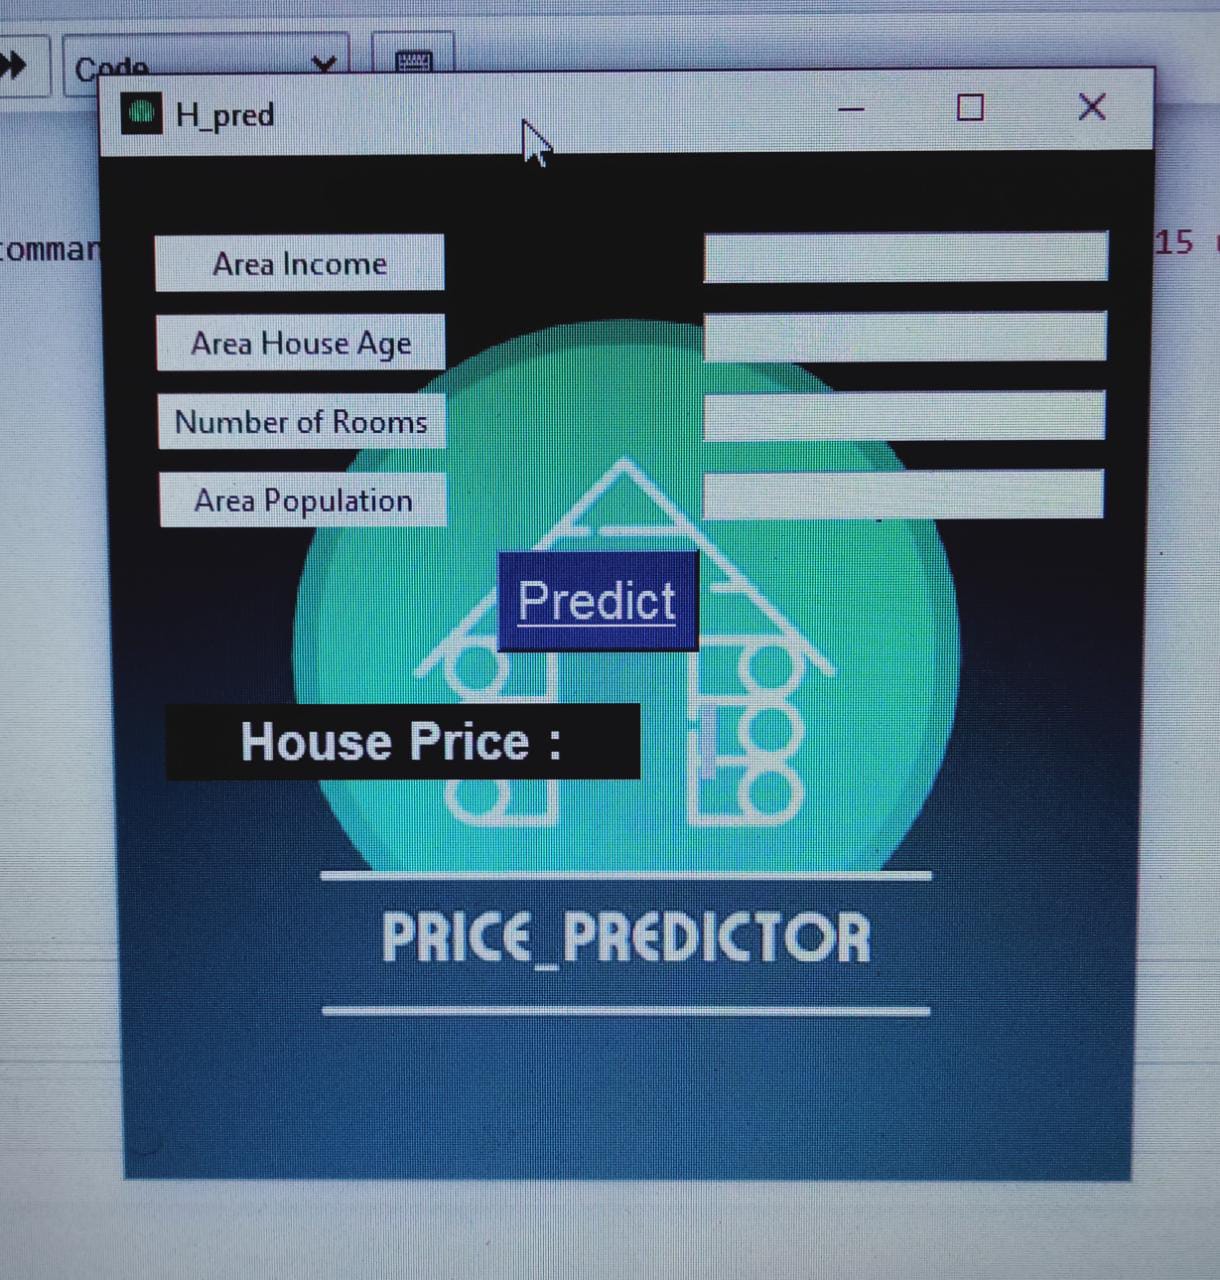 Code
H_pred
comman
15
Area Income
Area House Age
Number of Rooms
Area Population
Predict
House Price :
PRICE_PREDICTOR